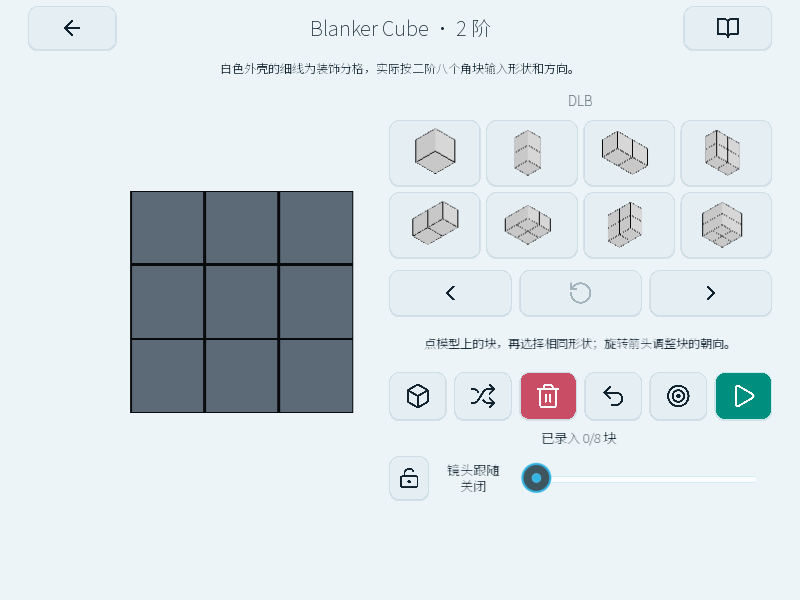 Blanker Cube · 2 阶
白色外壳的细线为装饰分格，实际按二阶八个角块输入形状和方向。
DLB
点模型上的块，再选择相同形状；旋转箭头调整块的朝向。
已录入 0/8 块
镜头跟随
关闭